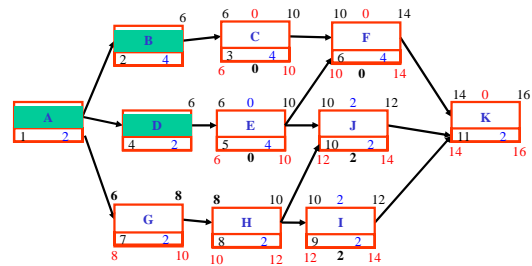 6 6 0 10 10 0 14
B C F
2 4 3 4 6 4
6 0 10 10 0 14
6 6 0 10 10 2 12 14 0 16
A D E J K
1 2 4 2 5 4 10 2 11 2
6 0 10 12 2 14 14 16
6 8 8 10 10 2 12
G H I
7 2 8 2 9 2
8 10 10 12 12 2 14